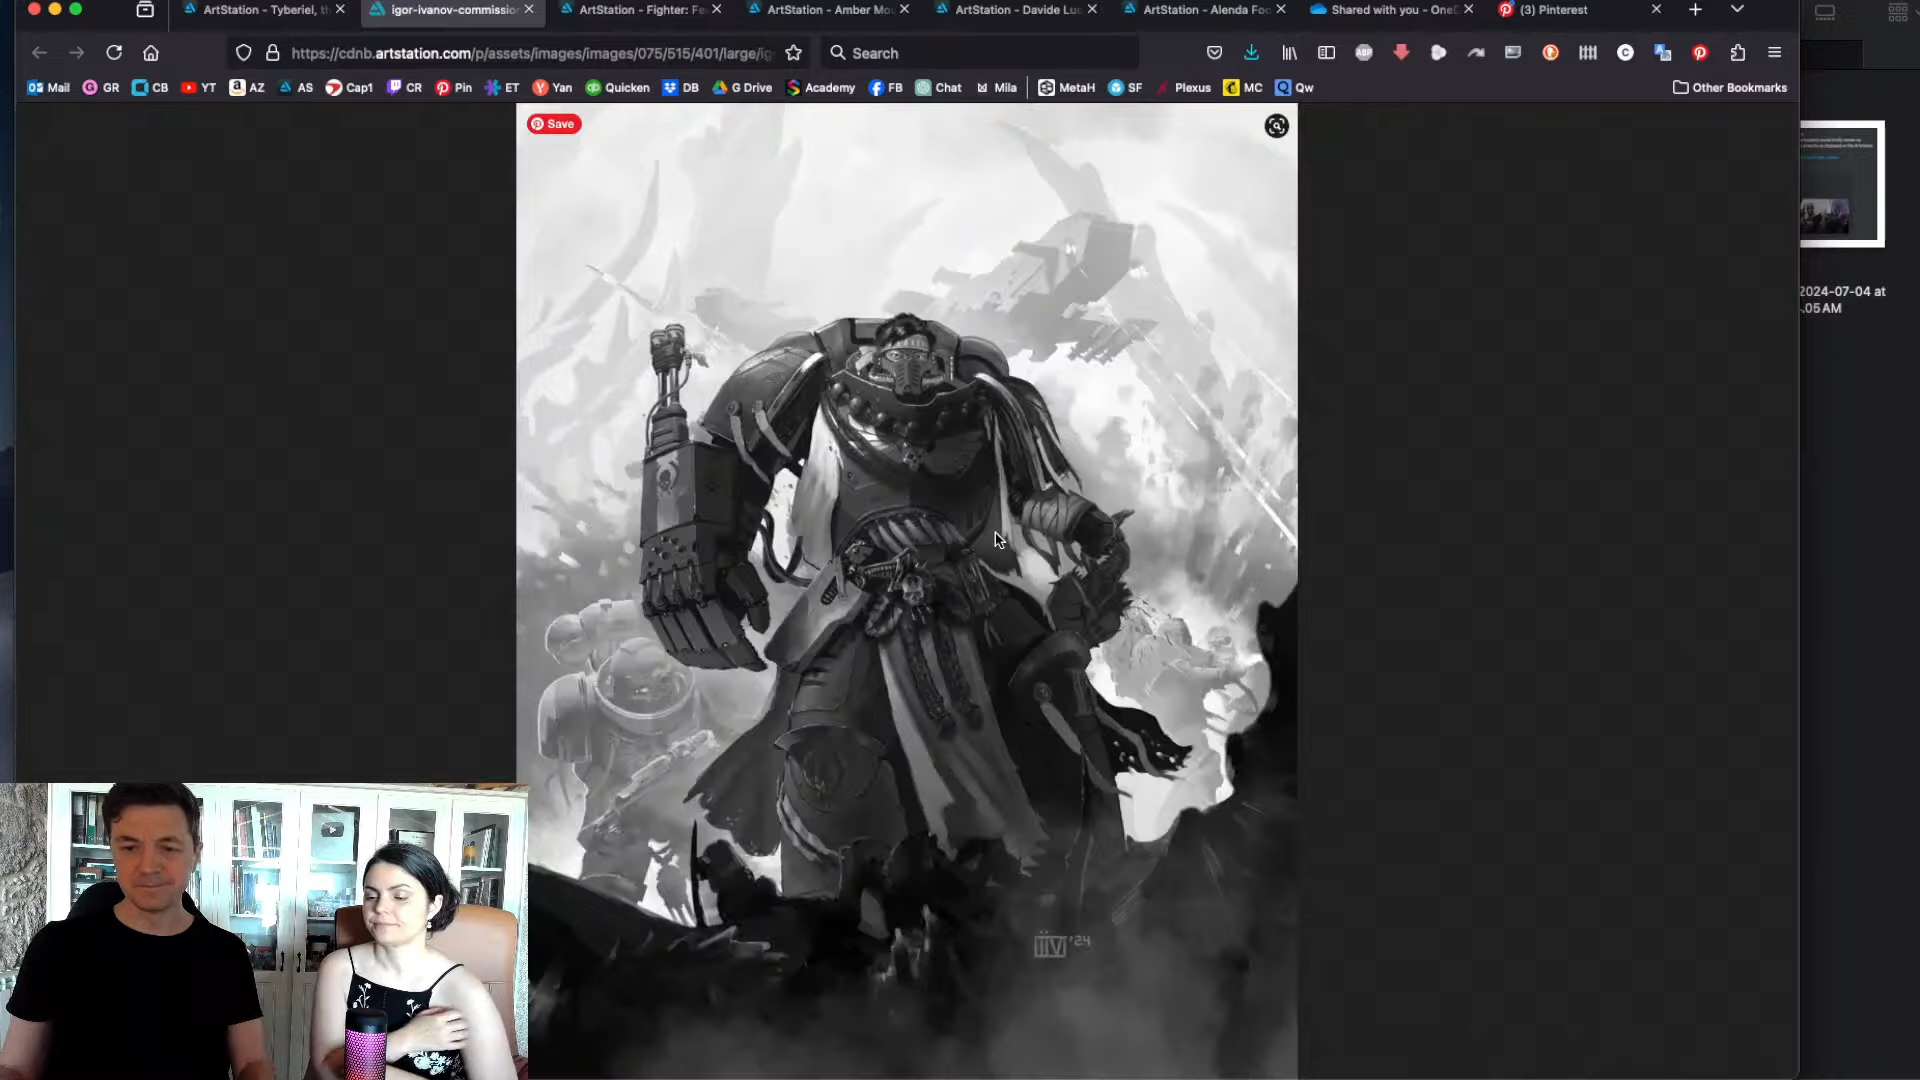 ArtStation - Tyberiel, th
igor-ivanov-commissio
ArtStation - Fighter: Fe
ArtStation - Amber Mo
ArtStation - Davide Lu
ArtStation - Alenda Fo
Shared with you - OneD
(3) Pinterest
https://cdnb.artstation.com/p/assets/images/images/075/515/401/large/ig
Search
Mail GR CB YT AZ AS Cap1 CR Pin ET Yan Quicken DB G Drive Academy FB Chat Mila MetaH SF Plexus MC Qw Other Bookmarks
Save
2024-07-04 at
.05 AM
'24